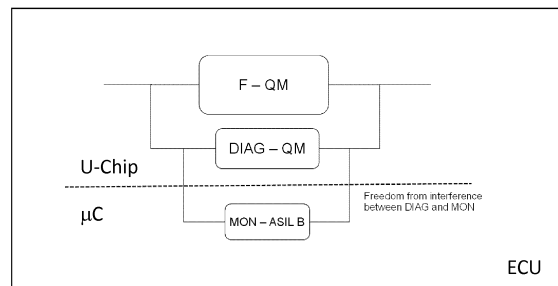 F – QM
DIAG – QM
U-Chip
Freedom from interference
between DIAG and MON
μC
MON – ASIL B
ECU